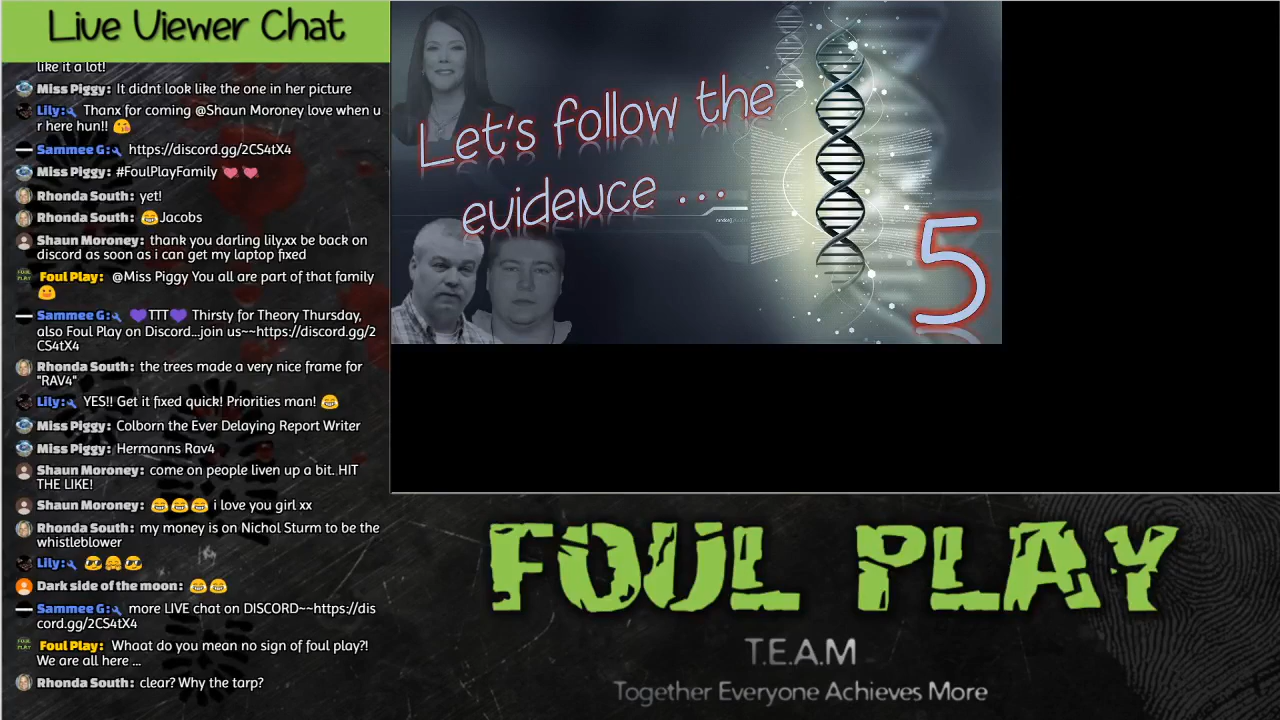 Live Viewer Chat
like it a lot!
Miss Piggy: It didnt look like the one in her picture
Lily: Thanx for coming @Shaun Moroney love when u
r here hun!! 😘
Sammee G: https://discord.gg/2CS4tX4
Miss Piggy: #FoulPlayFamily 💘 💘
Rhonda South: yet!
Rhonda South: 😂Jacobs
Shaun Moroney: thank you darling lily.xx be back on
discord as soon as i can get my laptop fixed
Foul Play: @Miss Piggy You all are part of that family
😛
Sammee G: 💜TTT💜 Thirsty for Theory Thursday,
also Foul Play on Discord...join us~~https://discord.gg/2
CS4tX4
Rhonda South: the trees made a very nice frame for
"RAV4"
Lily: YES!! Get it fixed quick! Priorities man! 😂
Miss Piggy: Colborn the Ever Delaying Report Writer
Miss Piggy: Hermanns Rav4
Shaun Moroney: come on people liven up a bit. HIT
THE LIKE!
Shaun Moroney: 😂😂😂 i love you girl xx
Rhonda South: my money is on Nichol Sturm to be the
whistleblower
Lily: 😎🤗😎
Dark side of the moon: 😂😂
Sammee G: more LIVE chat on DISCORD~~https://dis
cord.gg/2CS4tX4
Foul Play: Whaat do you mean no sign of foul play?!
We are all here ...
Rhonda South: clear? Why the tarp?
Let's follow the
evidence ...
5
FOUL PLAY
T.E.A.M
Together Everyone Achieves More